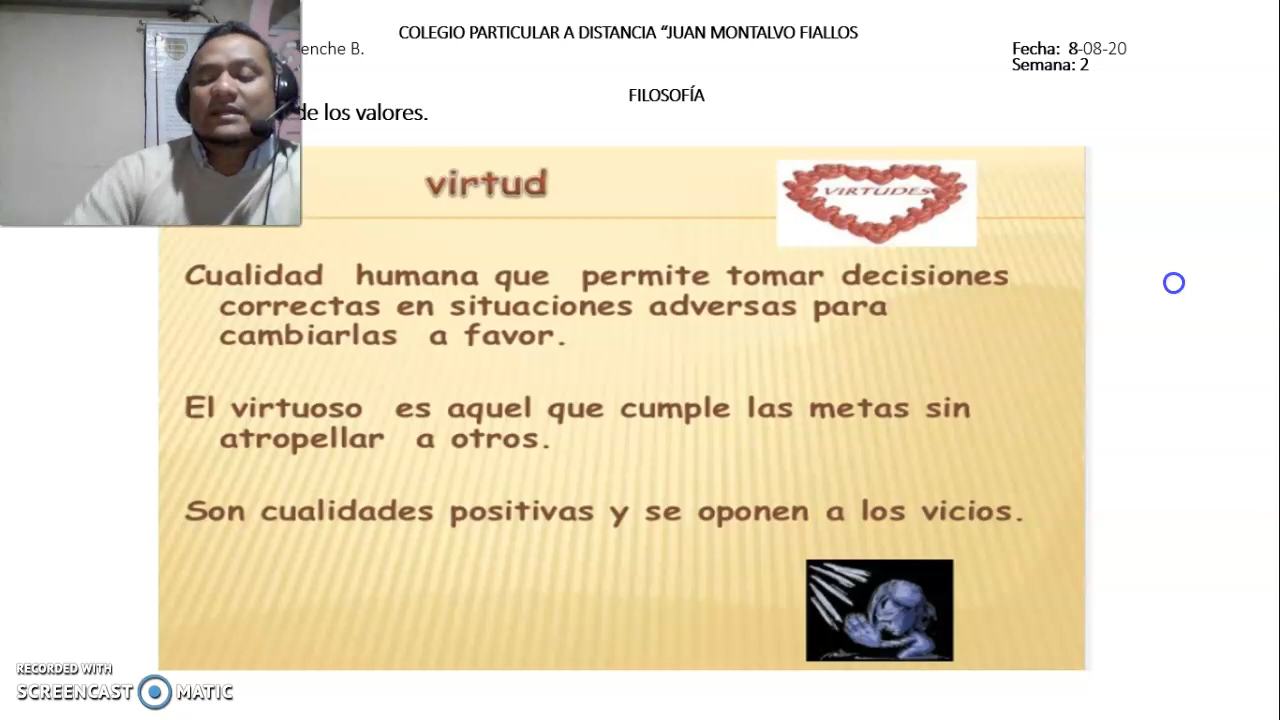 COLEGIO PARTICULAR A DISTANCIA “JUAN MONTALVO FIALLOS
enche B.
Fecha: 8-08-20
Semana: 2
FILOSOFÍA
de los valores.
virtud
VIRTUDES
Cualidad humana que permite tomar decisiones
correctas en situaciones adversas para
cambiarlas a favor.
El virtuoso es aquel que cumple las metas sin
atropellar a otros.
Son cualidades positivas y se oponen a los vicios.
RECORDED WITH
SCREENCAST MATIC